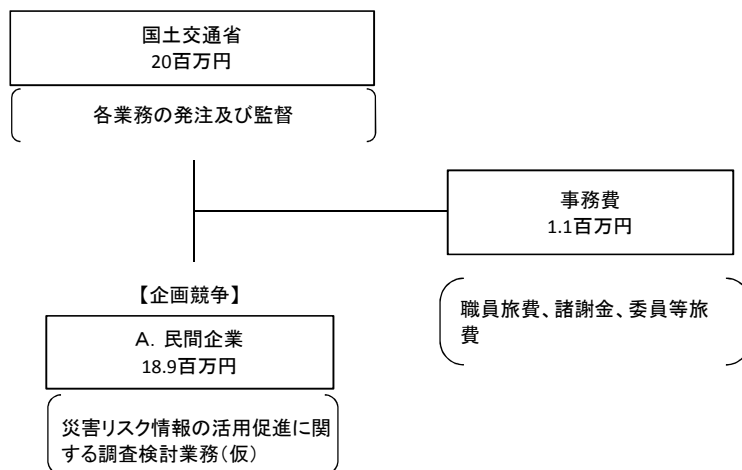 国土交通省
20百万円
各業務の発注及び監督
事務費
1.1百万円
職員旅費、諸謝金、委員等旅
費
【企画競争】
A. 民間企業
18.9百万円
災害リスク情報の活用促進に関
する調査検討業務(仮)